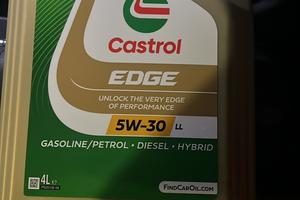 Castrol
EDGE
UNLOCK THE VERY EDGE
OF PERFORMANCE
5W-30 LL
GASOLINE/PETROL • DIESEL • HYBRID
4L e
FINDCAROIL.COM